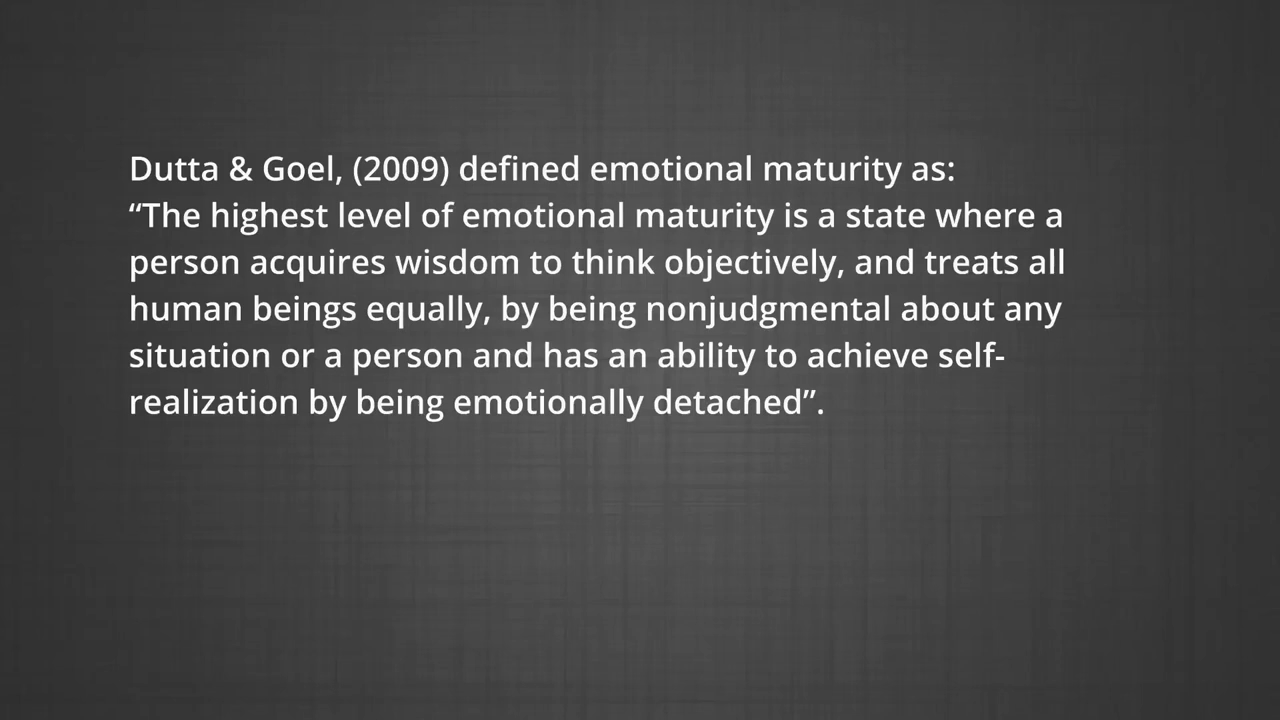 Dutta & Goel, (2009) defined emotional maturity as:
“The highest level of emotional maturity is a state where a
person acquires wisdom to think objectively, and treats all
human beings equally, by being nonjudgmental about any
situation or a person and has an ability to achieve self-
realization by being emotionally detached”.